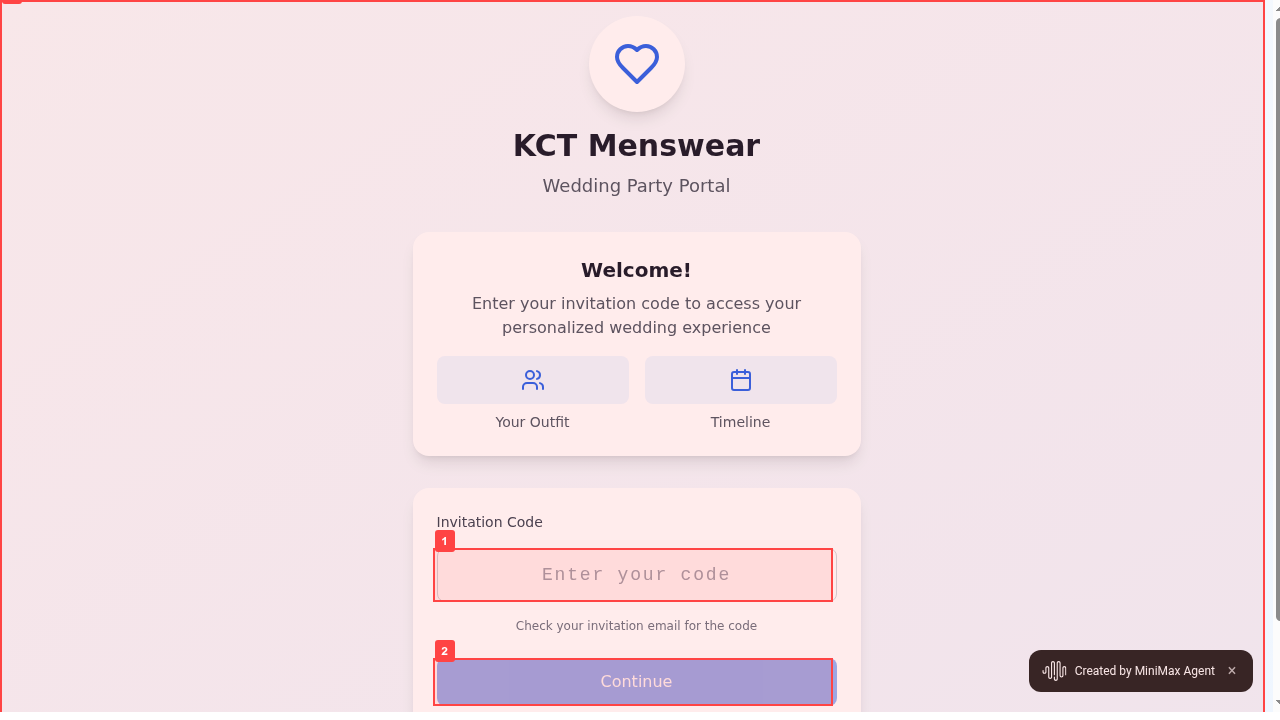 KCT Menswear
Wedding Party Portal
Welcome!
Enter your invitation code to access your
personalized wedding experience
Your Outfit
Timeline
Invitation Code
1
Enter your code
Check your invitation email for the code
2
Continue
Created by MiniMax Agent ×